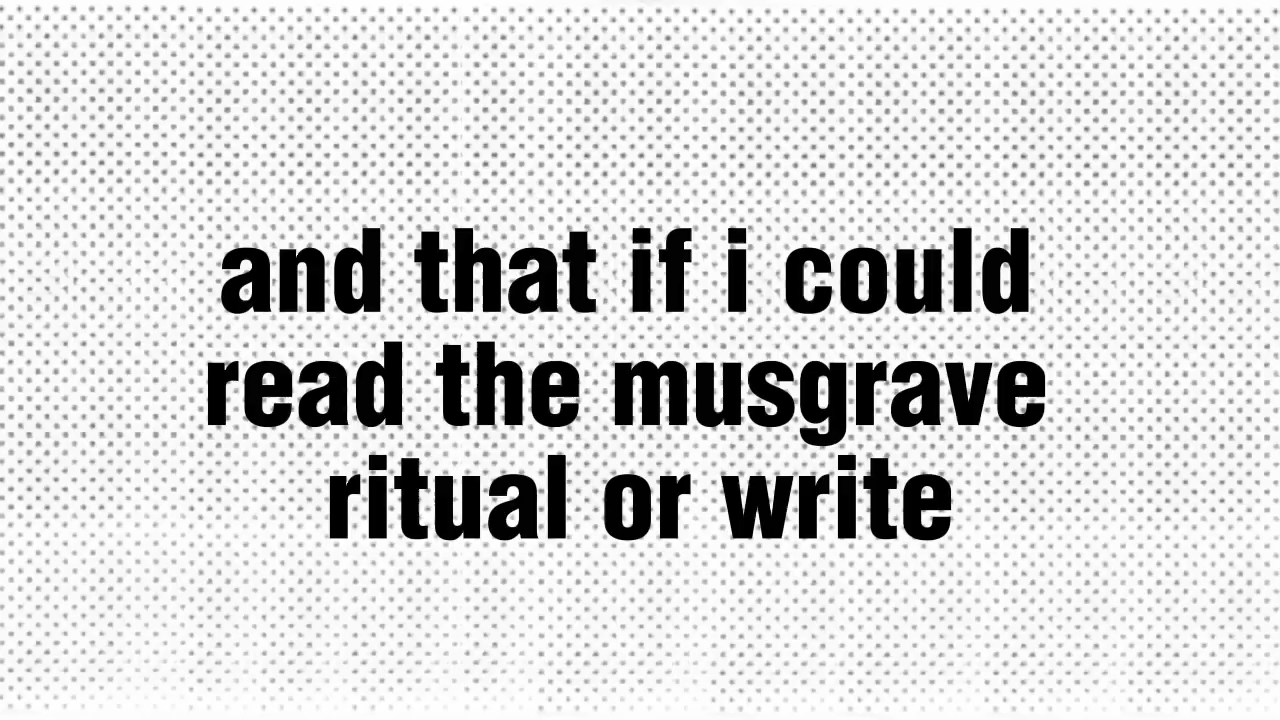 and that if i could
read the musgrave
ritual or write